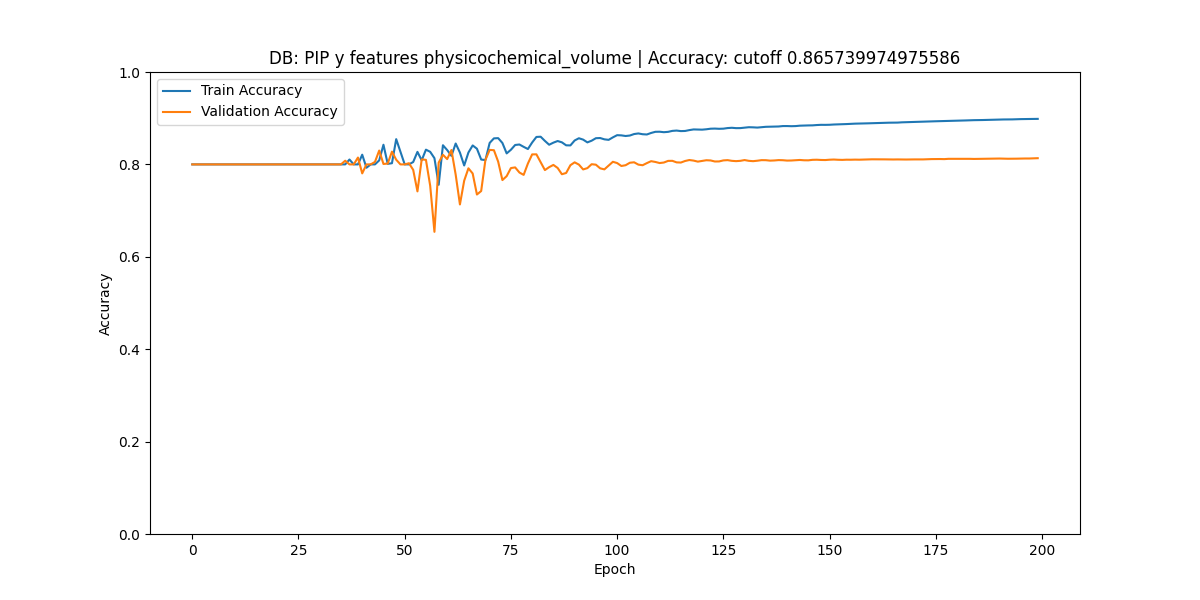 DB: PIP y features physicochemical_volume | Accuracy: cutoff 0.865739974975586
Train Accuracy
Validation Accuracy
1.0
0.8
0.6
0.4
0.2
0.0
Accuracy
0 25 50 75 100 125 150 175 200
Epoch